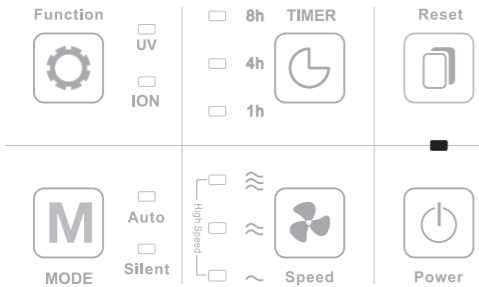 Function
UV
ION
8h
TIMER
4h
1h
Reset
M
MODE
Auto
Silent
High Speed
Speed
Power